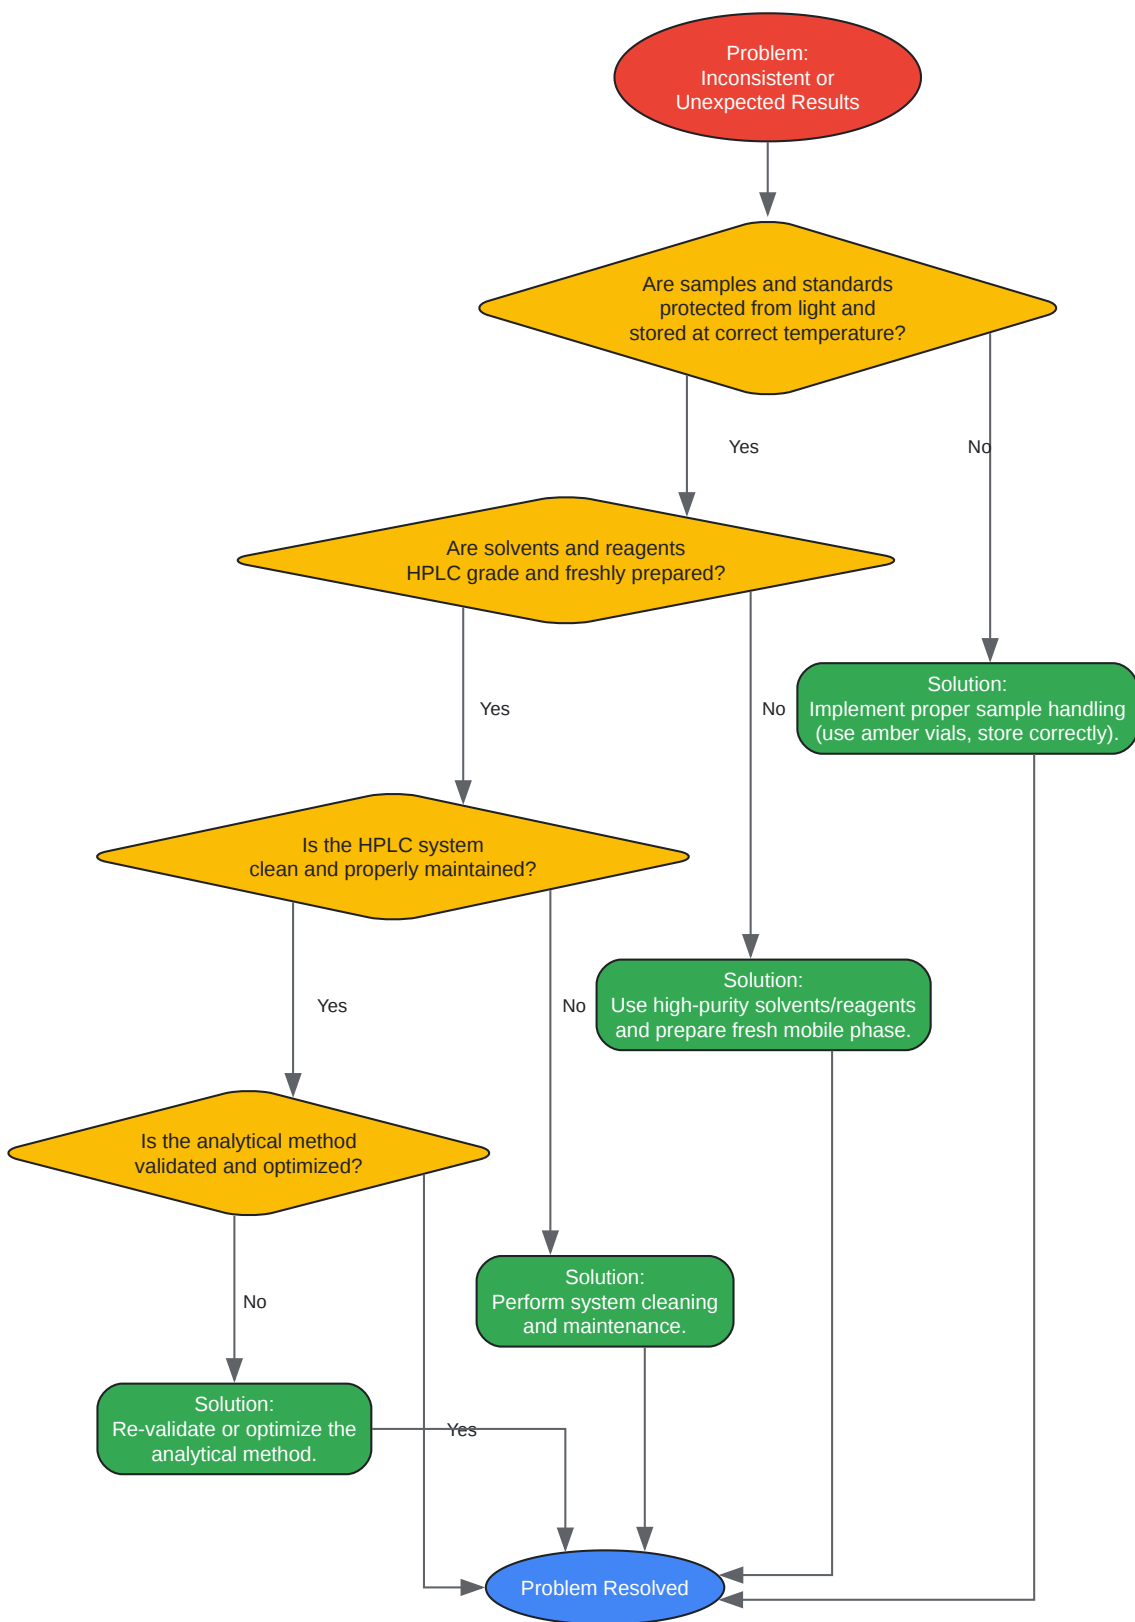 Problem:
Inconsistent or
Unexpected Results
Are samples and standards
protected from light and
stored at correct temperature?
Yes
No
Are solvents and reagents
HPLC grade and freshly prepared?
Solution:
Implement proper sample handling
(use amber vials, store correctly).
Yes
No
Is the HPLC system
clean and properly maintained?
Solution:
Use high-purity solvents/reagents
and prepare fresh mobile phase.
Yes
No
Is the analytical method
validated and optimized?
Solution:
Perform system cleaning
and maintenance.
No
Solution:
Re-validate or optimize the
analytical method.
Yes
Problem Resolved